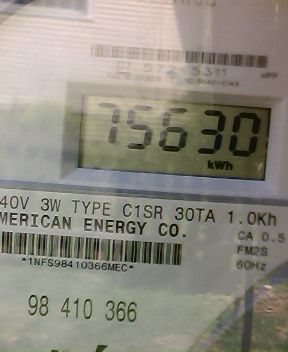 75630
kWh
40V 3W TYPE C1SR 30TA 1.0Kh
MERICAN ENERGY CO.
CA 0.5
FM2S
*1NFS98410366MEC*
60Hz
98 410 366